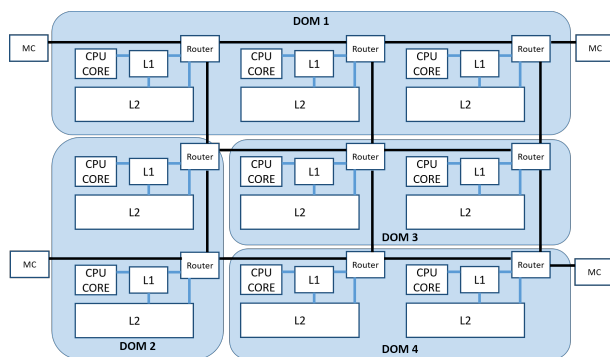 DOM 1
MC
Router
Router
Router
MC
CPU
CORE
L1
CPU
CORE
L1
CPU
CORE
L1
L2
L2
L2
Router
Router
Router
CPU
CORE
L1
CPU
CORE
L1
CPU
CORE
L1
L2
L2
L2
DOM 3
MC
Router
Router
Router
MC
CPU
CORE
L1
CPU
CORE
L1
CPU
CORE
L1
L2
L2
L2
DOM 2
DOM 4